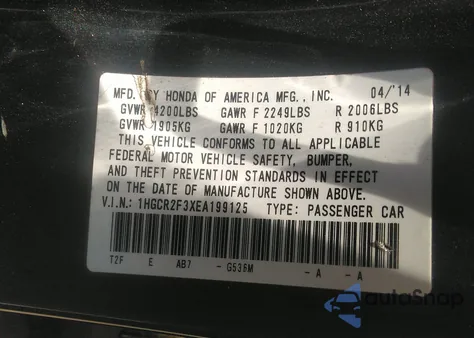 MFD. BY HONDA OF AMERICA MFG., INC. 04/'14
GVWR 4200LBS GAWR F 2249LBS R 2006LBS
GVWR 1905KG GAWR F 1020KG R 910KG
THIS VEHICLE CONFORMS TO ALL APPLICABLE
FEDERAL MOTOR VEHICLE SAFETY, BUMPER,
AND THEFT PREVENTION STANDARDS IN EFFECT
ON THE DATE OF MANUFACTURE SHOWN ABOVE.
V.I.N.: 1HGCR2F3XEA199125 TYPE: PASSENGER CAR
T2F E AB7 - G536M - A - A
autoSnap